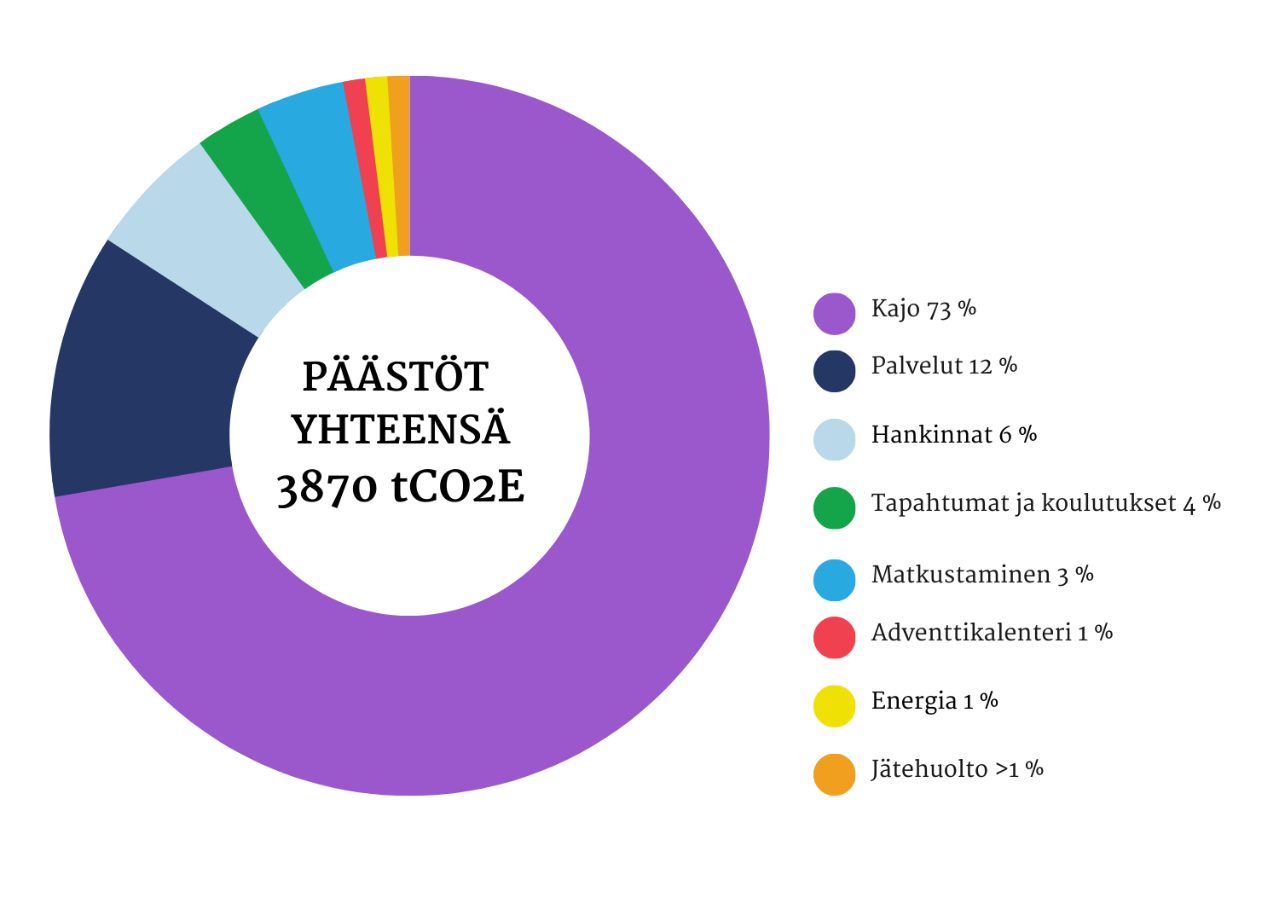 PÄÄSTÖT
YHTEENSÄ
3870 tCO2E
Kajo 73 %
Palvelut 12 %
Hankinnat 6 %
Tapahtumat ja koulutukset 4 %
Matkustaminen 3 %
Adventtikalenteri 1 %
Energia 1 %
Jätehuolto >1 %